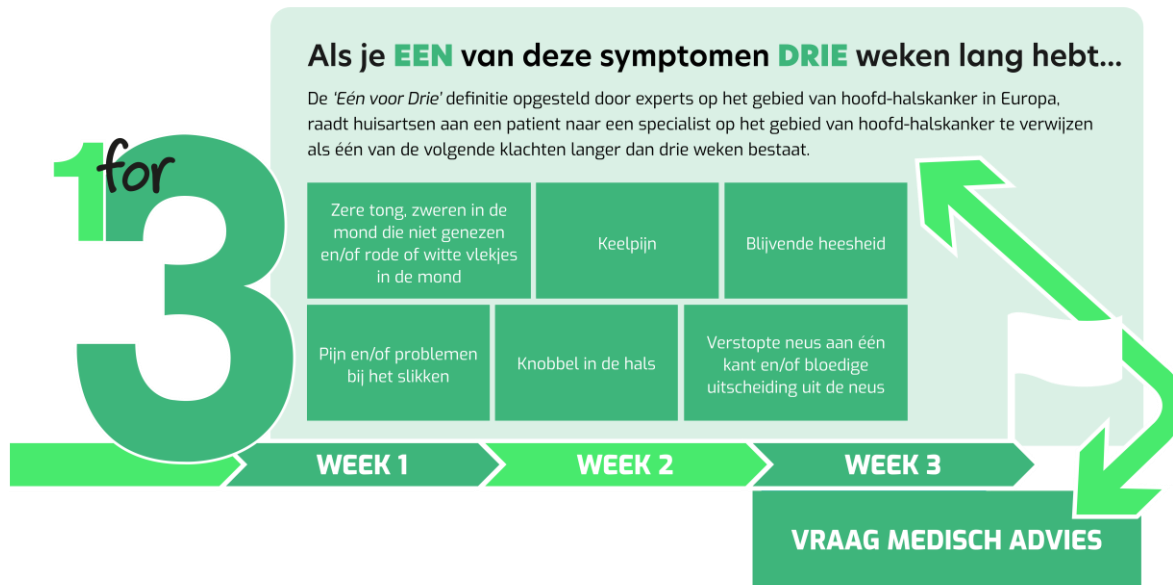 Als je EEN van deze symptomen DRIE weken lang hebt...
De 'Eén voor Drie' definitie opgesteld door experts op het gebied van hoofd-halskanker in Europa,
raadt huisartsen aan een patient naar een specialist op het gebied van hoofd-halskanker te verwijzen
als één van de volgende klachten langer dan drie weken bestaat.
1 for 3
Zere tong, zweren in de
mond die niet genezen
en/of rode of witte vlekjes
in de mond
Keelpijn
Blijvende heesheid
Pijn en/of problemen
bij het slikken
Knobbel in de hals
Verstopte neus aan één
kant en/of bloedige
uitscheiding uit de neus
WEEK 1
WEEK 2
WEEK 3
VRAAG MEDISCH ADVIES